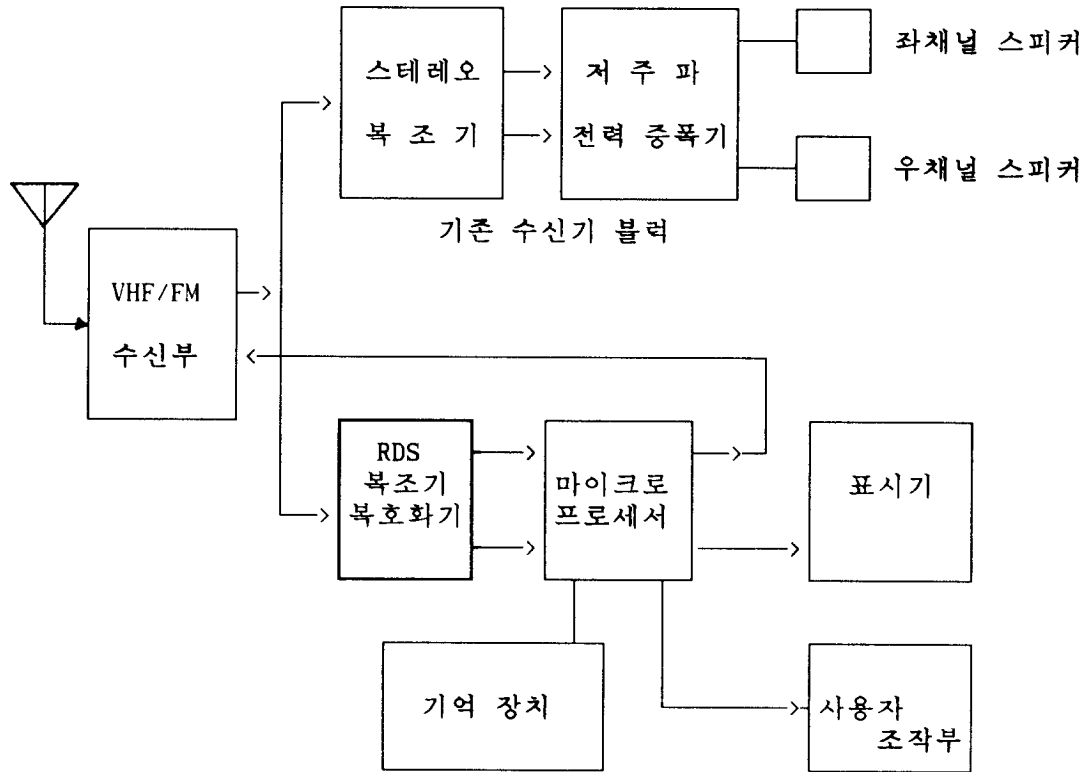 스테레오
복 조 기
저 주 파
전력 중폭기
좌채널 스피커
우채널 스피커
기존 수신기 블럭
VHF/FM
수신부
RDS
복조기
복호화기
마이크로
프로세서
표시기
기억 장치
사용자
조작부